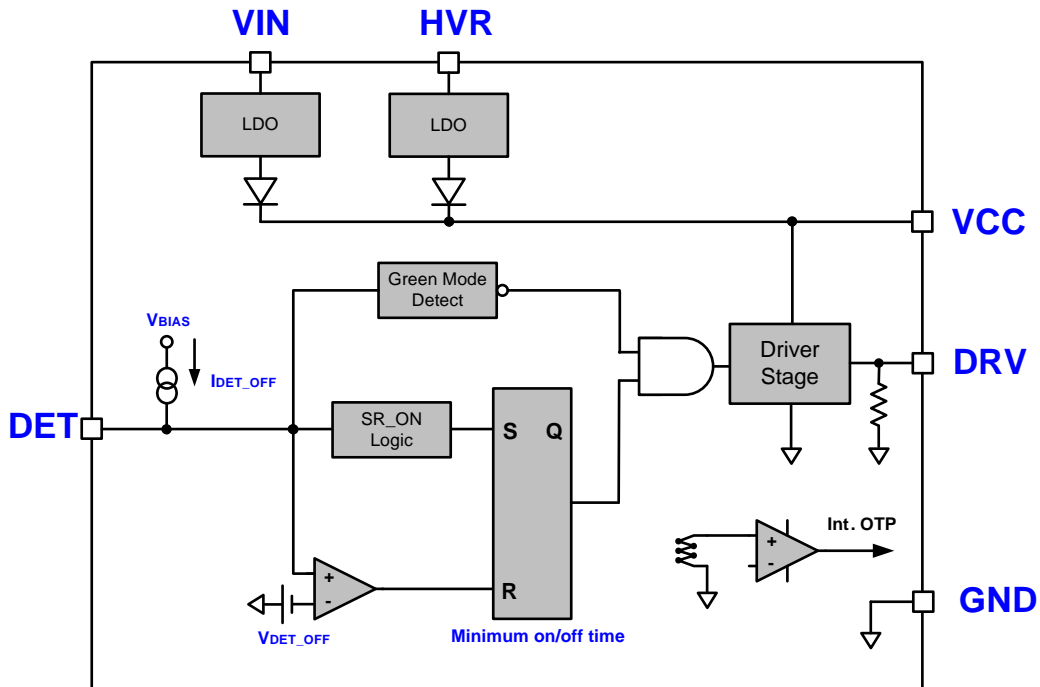 VIN
HVR
LDO
LDO
VCC
Green Mode
Detect
VBIAS
IDET_OFF
Driver
Stage
DRV
DET
SR_ON
Logic
S
Q
+
-
R
VDET_OFF
Minimum on/off time
+
-
Int. OTP
GND